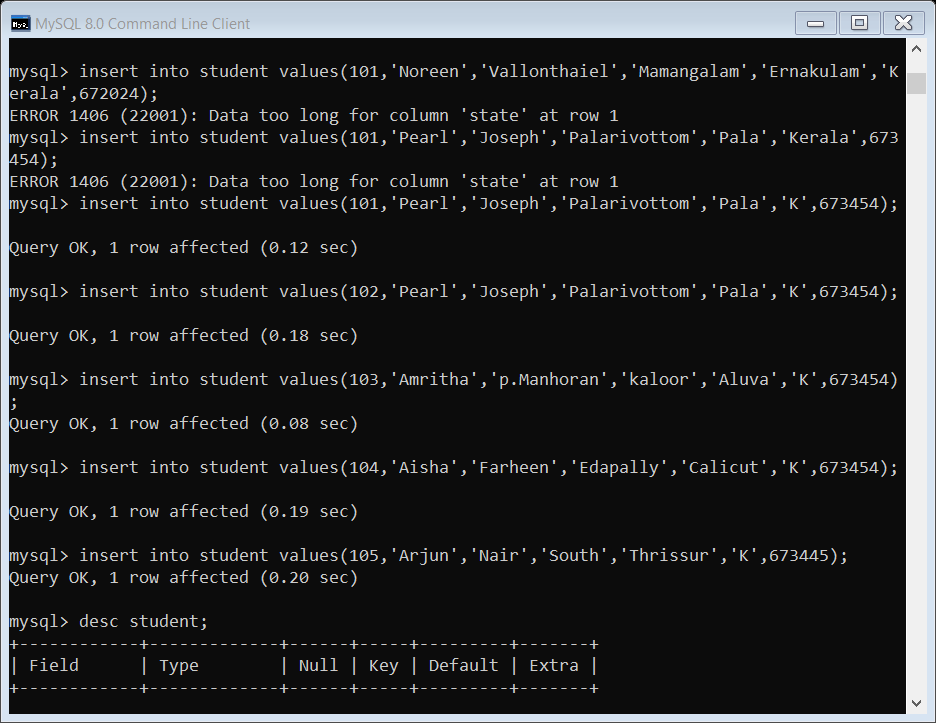 MySQL 8.0 Command Line Client
mysql> insert into student values(101,'Noreen','Vallonthaiel','Mamangalam','Ernakulam','K
erala',672024);
ERROR 1406 (22001): Data too long for column 'state' at row 1
mysql> insert into student values(101,'Pearl','Joseph','Palarivottom','Pala','Kerala',673
454);
ERROR 1406 (22001): Data too long for column 'state' at row 1
mysql> insert into student values(101,'Pearl','Joseph','Palarivottom','Pala','K',673454);
Query OK, 1 row affected (0.12 sec)
mysql> insert into student values(102,'Pearl','Joseph','Palarivottom','Pala','K',673454);
Query OK, 1 row affected (0.18 sec)
mysql> insert into student values(103,'Amritha','p.Manhoran','kaloor','Aluva','K',673454)
;
Query OK, 1 row affected (0.08 sec)
mysql> insert into student values(104,'Aisha','Farheen','Edapally','Calicut','K',673454);
Query OK, 1 row affected (0.19 sec)
mysql> insert into student values(105,'Arjun','Nair','South','Thrissur','K',673445);
Query OK, 1 row affected (0.20 sec)
mysql> desc student;
+------------+-------------+------+-----+---------+-------+
| Field      | Type        | Null | Key | Default | Extra |
+------------+-------------+------+-----+---------+-------+